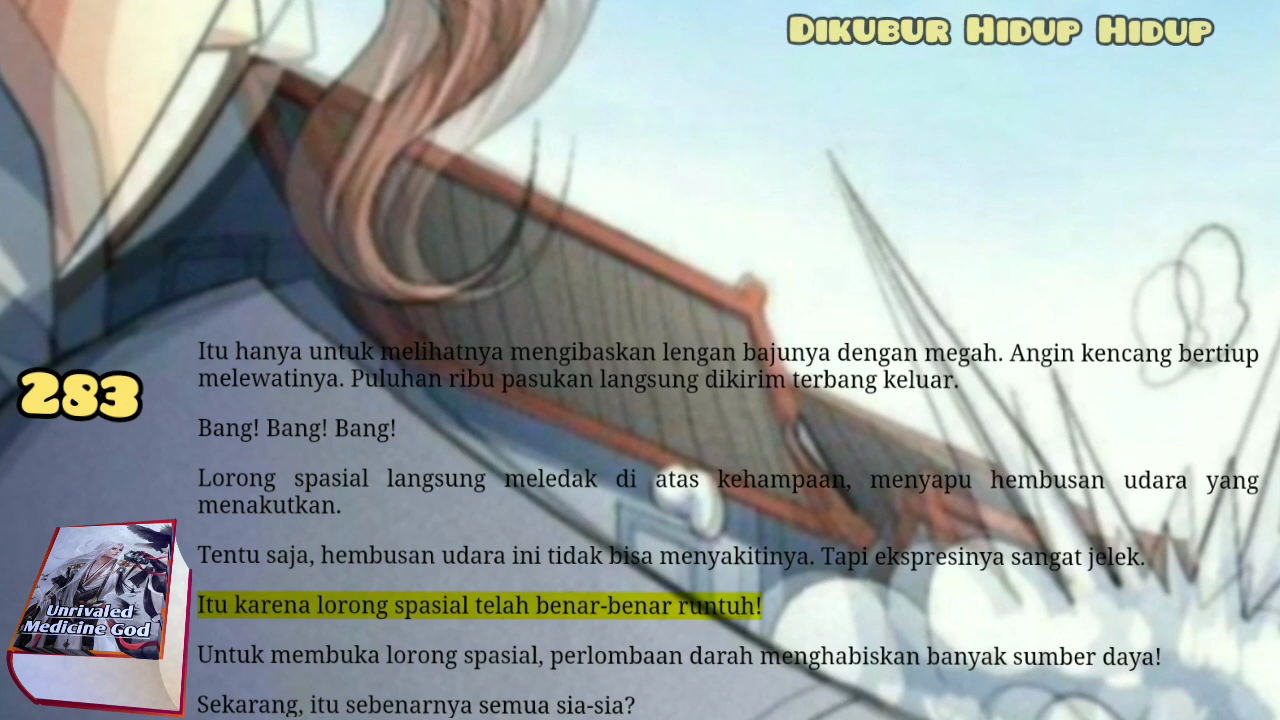 Dikubur Hidup Hidup
Itu hanya untuk melihatnya mengibaskan lengan bajunya dengan megah. Angin kencang bertiup
melewatinya. Puluhan ribu pasukan langsung dikirim terbang keluar.
283
Bang! Bang! Bang!
Lorong spasial langsung meledak di atas kehampaan, menyapu hembusan udara yang
menakutkan.
Tentu saja, hembusan udara ini tidak bisa menyakitinya. Tapi ekspresinya sangat jelek.
Itu karena lorong spasial telah benar-benar runtuh!
Unrivaled
Medicine God
Untuk membuka lorong spasial, perlombaan darah menghabiskan banyak sumber daya!
Sekarang, itu sebenarnya semua sia-sia?